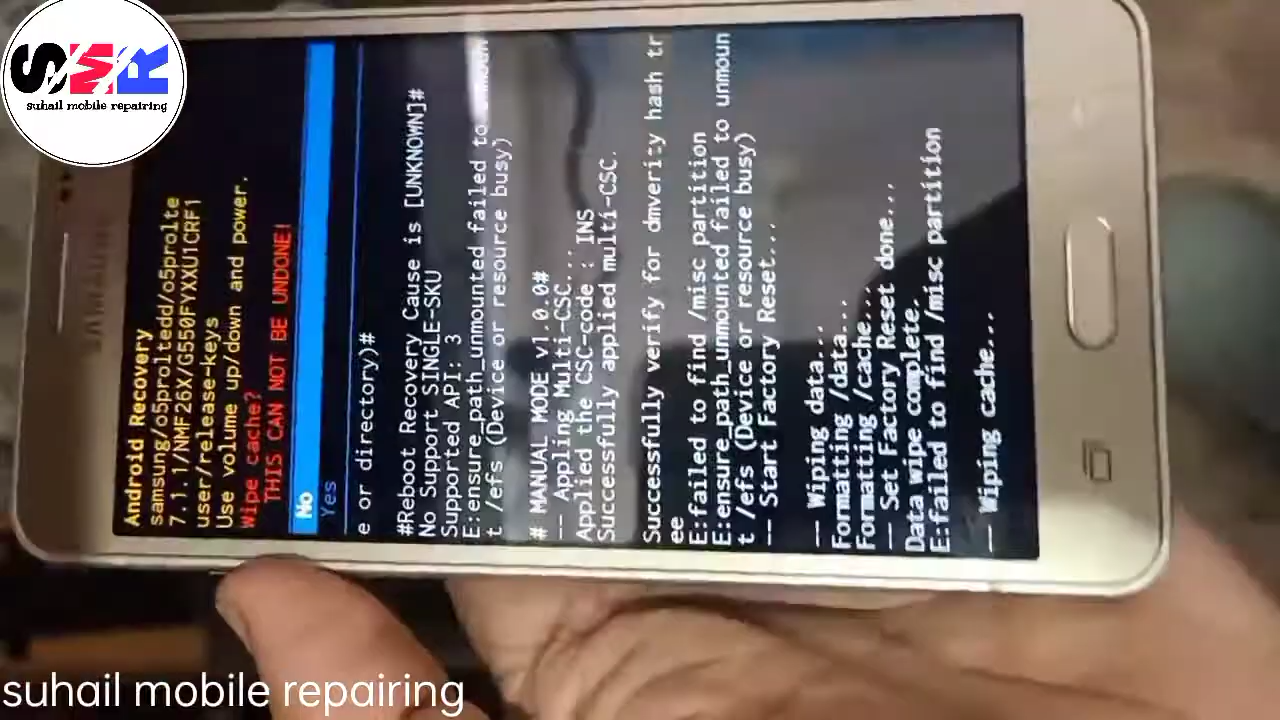 SMR
suhail mobile repairing
SAMSUNG
Android Recovery
samsung/o5proltedd/o5prolte
7.1.1/NMF26X/G550FYXXU1CRF1
user/release-keys
Use volume up/down and power.
Wipe cache?
THIS CAN NOT BE UNDONE!
No
Yes
e or directory)#
#Reboot Recovery Cause is [UNKNOWN]#
No Support SINGLE-SKU
Supported API: 3
E:ensure_path_unmounted failed to unmoun
t /efs (Device or resource busy)
# MANUAL MODE v1.0.0#
-- Appling Multi-CSC...
Applied the CSC-code : INS
Successfully applied multi-CSC.
Successfully verify for dmverity hash tr
ee
E:failed to find /misc partition
E:ensure_path_unmounted failed to unmoun
t /efs (Device or resource busy)
-- Start Factory Reset...
-- Wiping data...
Formatting /data...
Formatting /cache...
-- Set Factory Reset done...
Data wipe complete.
E:failed to find /misc partition
-- Wiping cache...
suhail mobile repairing